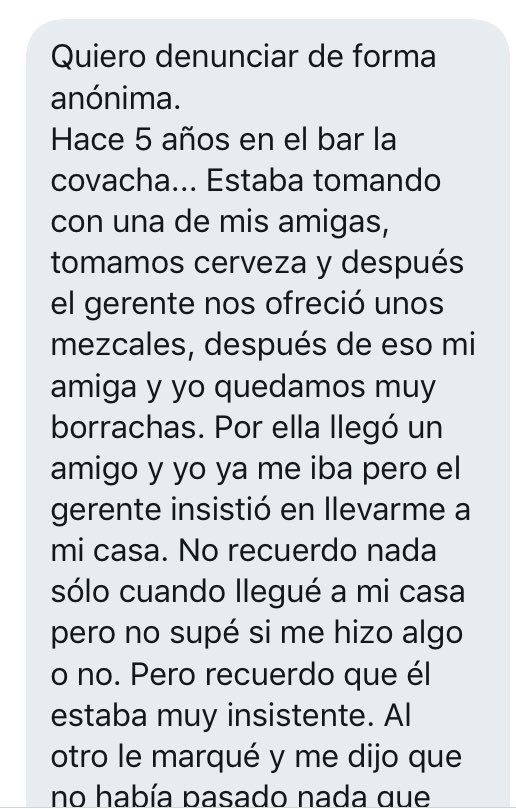 Quiero denunciar de forma
anónima.
Hace 5 años en el bar la
covacha... Estaba tomando
con una de mis amigas,
tomamos cerveza y después
el gerente nos ofreció unos
mezcales, después de eso mi
amiga y yo quedamos muy
borrachas. Por ella llegó un
amigo y yo ya me iba pero el
gerente insistió en llevarme a
mi casa. No recuerdo nada
sólo cuando llegué a mi casa
pero no supé si me hizo algo
o no. Pero recuerdo que él
estaba muy insistente. Al
otro le marqué y me dijo que
no había pasado nada que